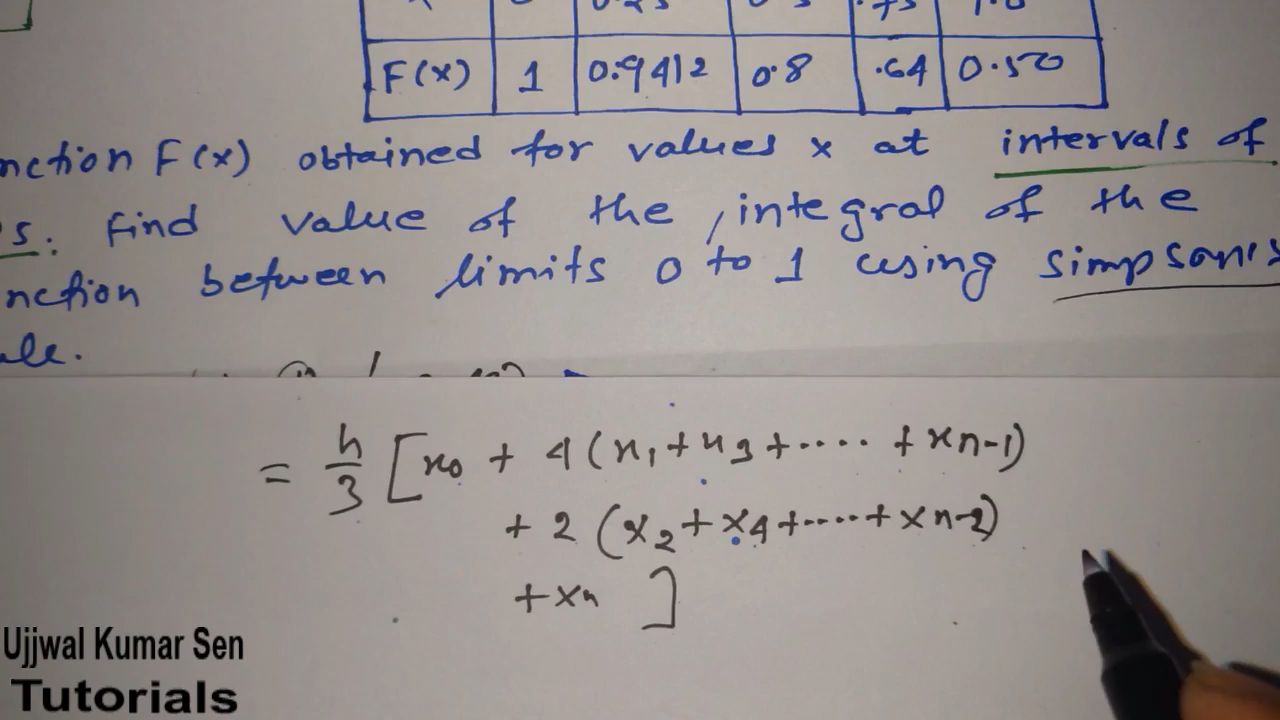 F(x) 1 0.9412 0.8 .64 0.50
nction F(x) obtained for values x at intervals of
s. Find value of the, integral of the
nction between limits 0 to 1 using simpson's
ule.
= h/3 [x0 + 4 (x1 + x3 + .... + xn-1)
+ 2 (x2 + x4 + .... + xn-2)
+ xn ]
Ujjwal Kumar Sen
Tutorials